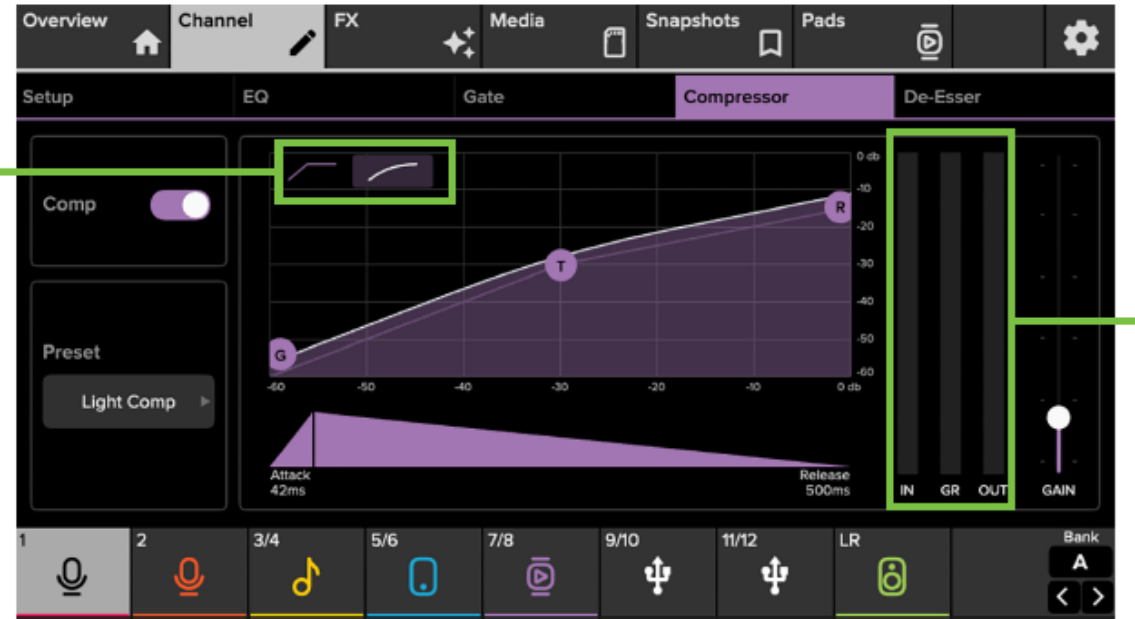 Overview
Channel
FX
Media
Snapshots
Pads
Setup
EQ
Gate
Compressor
De-Esser
Comp
Preset
Light Comp
0 db
-10
-20
-30
-40
-50
-60
R
T
G
-60 -50 -40 -30 -20 -10 0 db
Attack
42ms
Release
500ms
IN GR OUT GAIN
1 2 3/4 5/6 7/8 9/10 11/12 LR
Bank
A